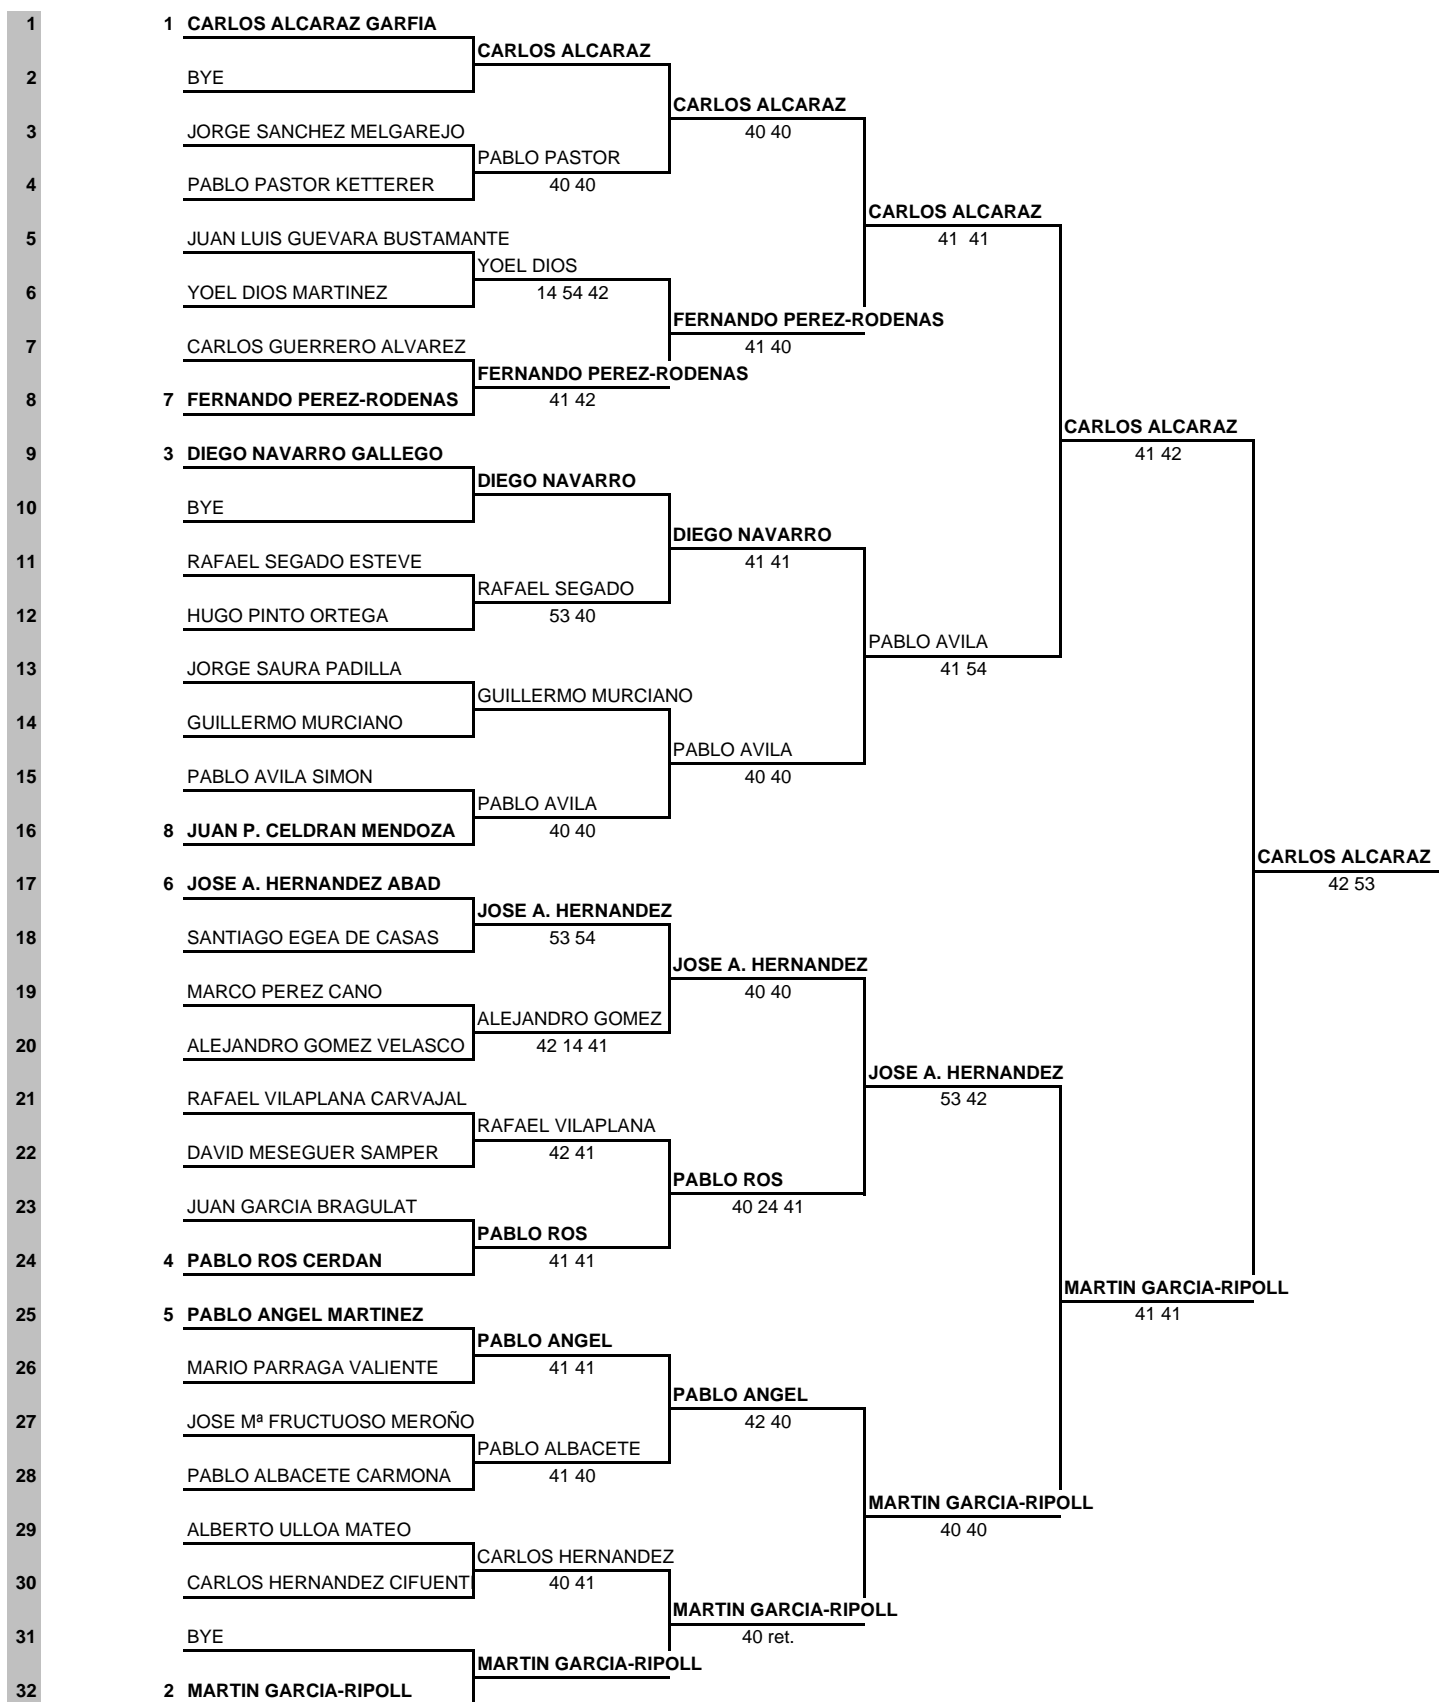 1 1 CARLOS ALCARAZ GARFIA
CARLOS ALCARAZ
2 BYE
CARLOS ALCARAZ
3 JORGE SANCHEZ MELGAREJO 40 40
PABLO PASTOR
4 PABLO PASTOR KETTERER 40 40
CARLOS ALCARAZ
5 JUAN LUIS GUEVARA BUSTAMANTE 41 41
YOEL DIOS
6 YOEL DIOS MARTINEZ 14 54 42
FERNANDO PEREZ-RODENAS
7 CARLOS GUERRERO ALVAREZ 41 40
FERNANDO PEREZ-RODENAS
8 7 FERNANDO PEREZ-RODENAS 41 42
CARLOS ALCARAZ
9 3 DIEGO NAVARRO GALLEGO 41 42
DIEGO NAVARRO
10 BYE
DIEGO NAVARRO
11 RAFAEL SEGADO ESTEVE 41 41
RAFAEL SEGADO
12 HUGO PINTO ORTEGA 53 40
PABLO AVILA
13 JORGE SAURA PADILLA 41 54
GUILLERMO MURCIANO
14 GUILLERMO MURCIANO
PABLO AVILA
15 PABLO AVILA SIMON 40 40
PABLO AVILA
16 8 JUAN P. CELDRAN MENDOZA 40 40
CARLOS ALCARAZ
17 6 JOSE A. HERNANDEZ ABAD 42 53
JOSE A. HERNANDEZ
18 SANTIAGO EGEA DE CASAS 53 54
JOSE A. HERNANDEZ
19 MARCO PEREZ CANO 40 40
ALEJANDRO GOMEZ
20 ALEJANDRO GOMEZ VELASCO 42 14 41
JOSE A. HERNANDEZ
21 RAFAEL VILAPLANA CARVAJAL 53 42
RAFAEL VILAPLANA
22 DAVID MESEGUER SAMPER 42 41
PABLO ROS
23 JUAN GARCIA BRAGULAT 40 24 41
PABLO ROS
24 4 PABLO ROS CERDAN 41 41
MARTIN GARCIA-RIPOLL
25 5 PABLO ANGEL MARTINEZ 41 41
PABLO ANGEL
26 MARIO PARRAGA VALIENTE 41 41
PABLO ANGEL
27 JOSE Mª FRUCTUOSO MEROÑO 42 40
PABLO ALBACETE
28 PABLO ALBACETE CARMONA 41 40
MARTIN GARCIA-RIPOLL
29 ALBERTO ULLOA MATEO 40 40
CARLOS HERNANDEZ
30 CARLOS HERNANDEZ CIFUENT 40 41
MARTIN GARCIA-RIPOLL
31 BYE 40 ret.
MARTIN GARCIA-RIPOLL
32 2 MARTIN GARCIA-RIPOLL